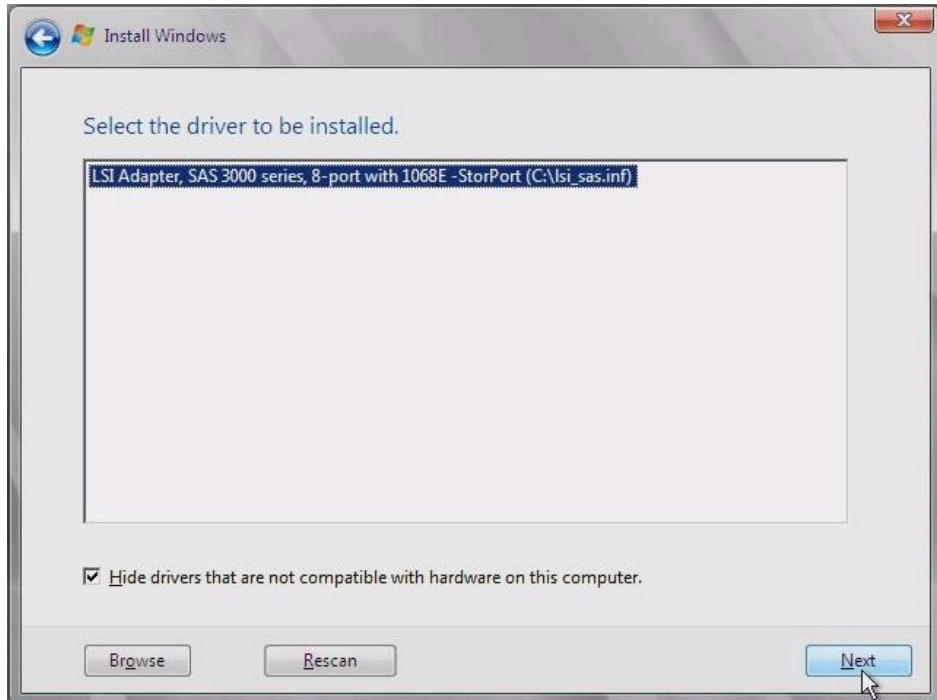 Install Windows
Select the driver to be installed.
LSI Adapter, SAS 3000 series, 8-port with 1068E -StorPort (C:\lsi_sas.inf)
Hide drivers that are not compatible with hardware on this computer.
Browse Rescan Next